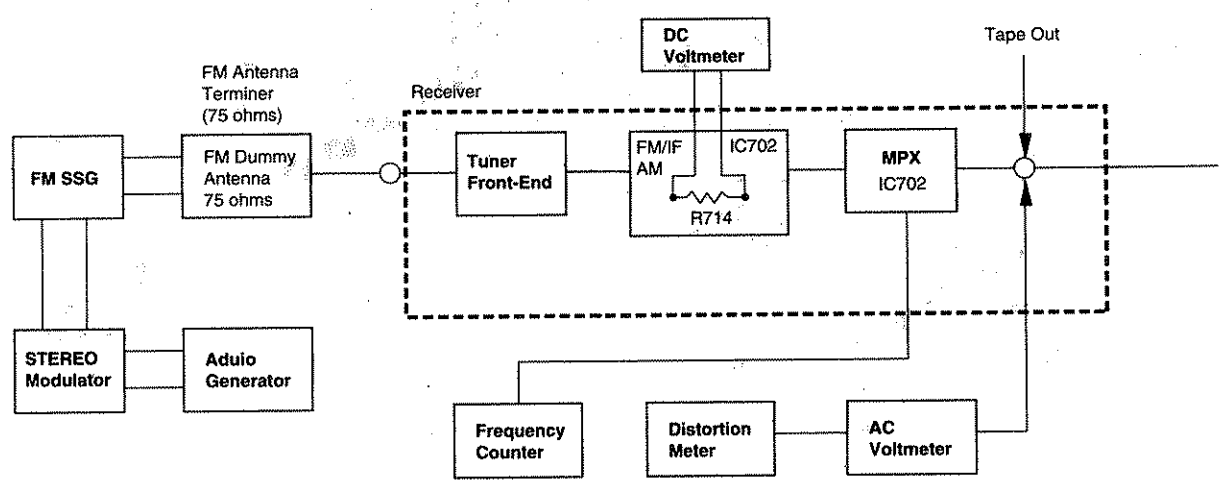 DC
Voltmeter
Tape Out
FM Antenna
Terminer
(75 ohms)
Receiver
FM SSG
FM Dummy
Antenna
75 ohms
Tuner
Front-End
FM/IF
AM
IC702
R714
MPX
IC702
STEREO
Modulator
Aduio
Generator
Frequency
Counter
Distortion
Meter
AC
Voltmeter